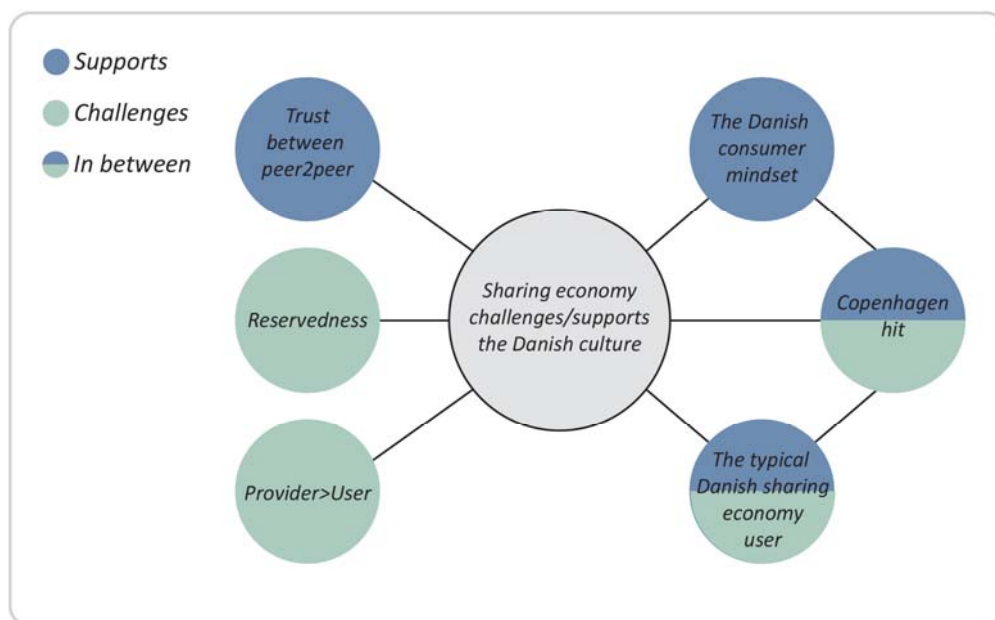 Supports
Challenges
In between
Trust
between
peer2peer
The Danish
consumer
mindset
Reservedness
Sharing economy
challenges/supports
the Danish culture
Copenhagen
hit
Provider>User
The typical
Danish sharing
economy
user